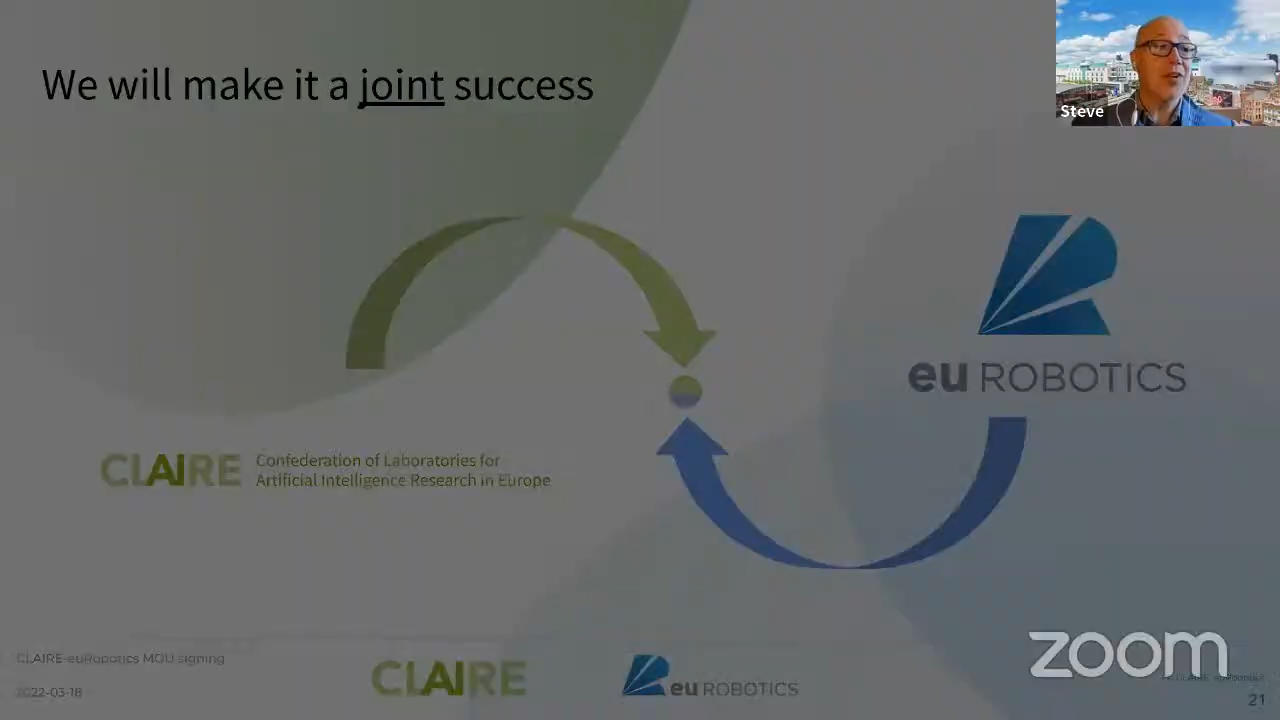 We will make it a joint success
Steve
eu ROBOTICS
CLAIRE
Confederation of Laboratories for
Artificial Intelligence Research in Europe
CLAIRE-euRobotics MOU signing
2022-03-18
CLAIRE
eu ROBOTICS
zoom
21